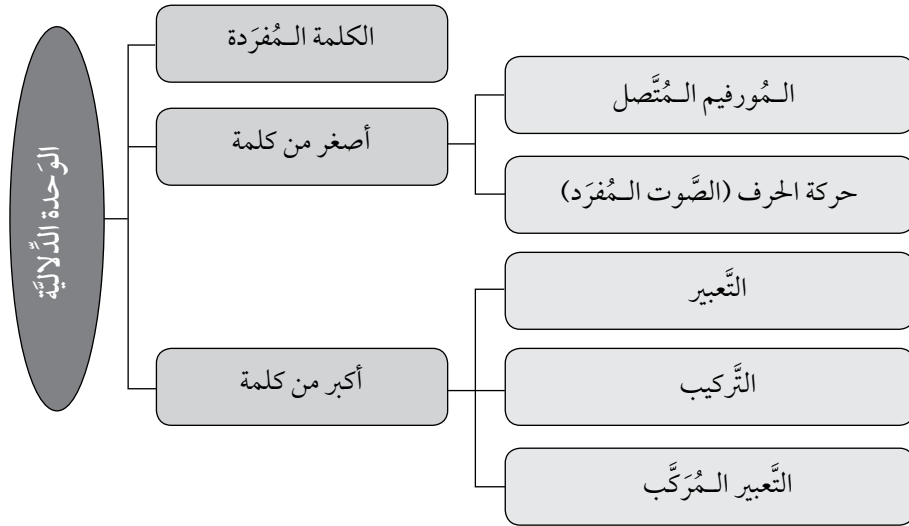 الوَحدة الدِّلاليَّة
الكلمة الـمُفرَدة
أصغر من كلمة
أكبر من كلمة
الـمُورفيم الـمُتَّصل
حركة الحرف (الصَّوت الـمُفرَد)
التَّعبير
التَّركيب
التَّعبير الـمُرَكَّب